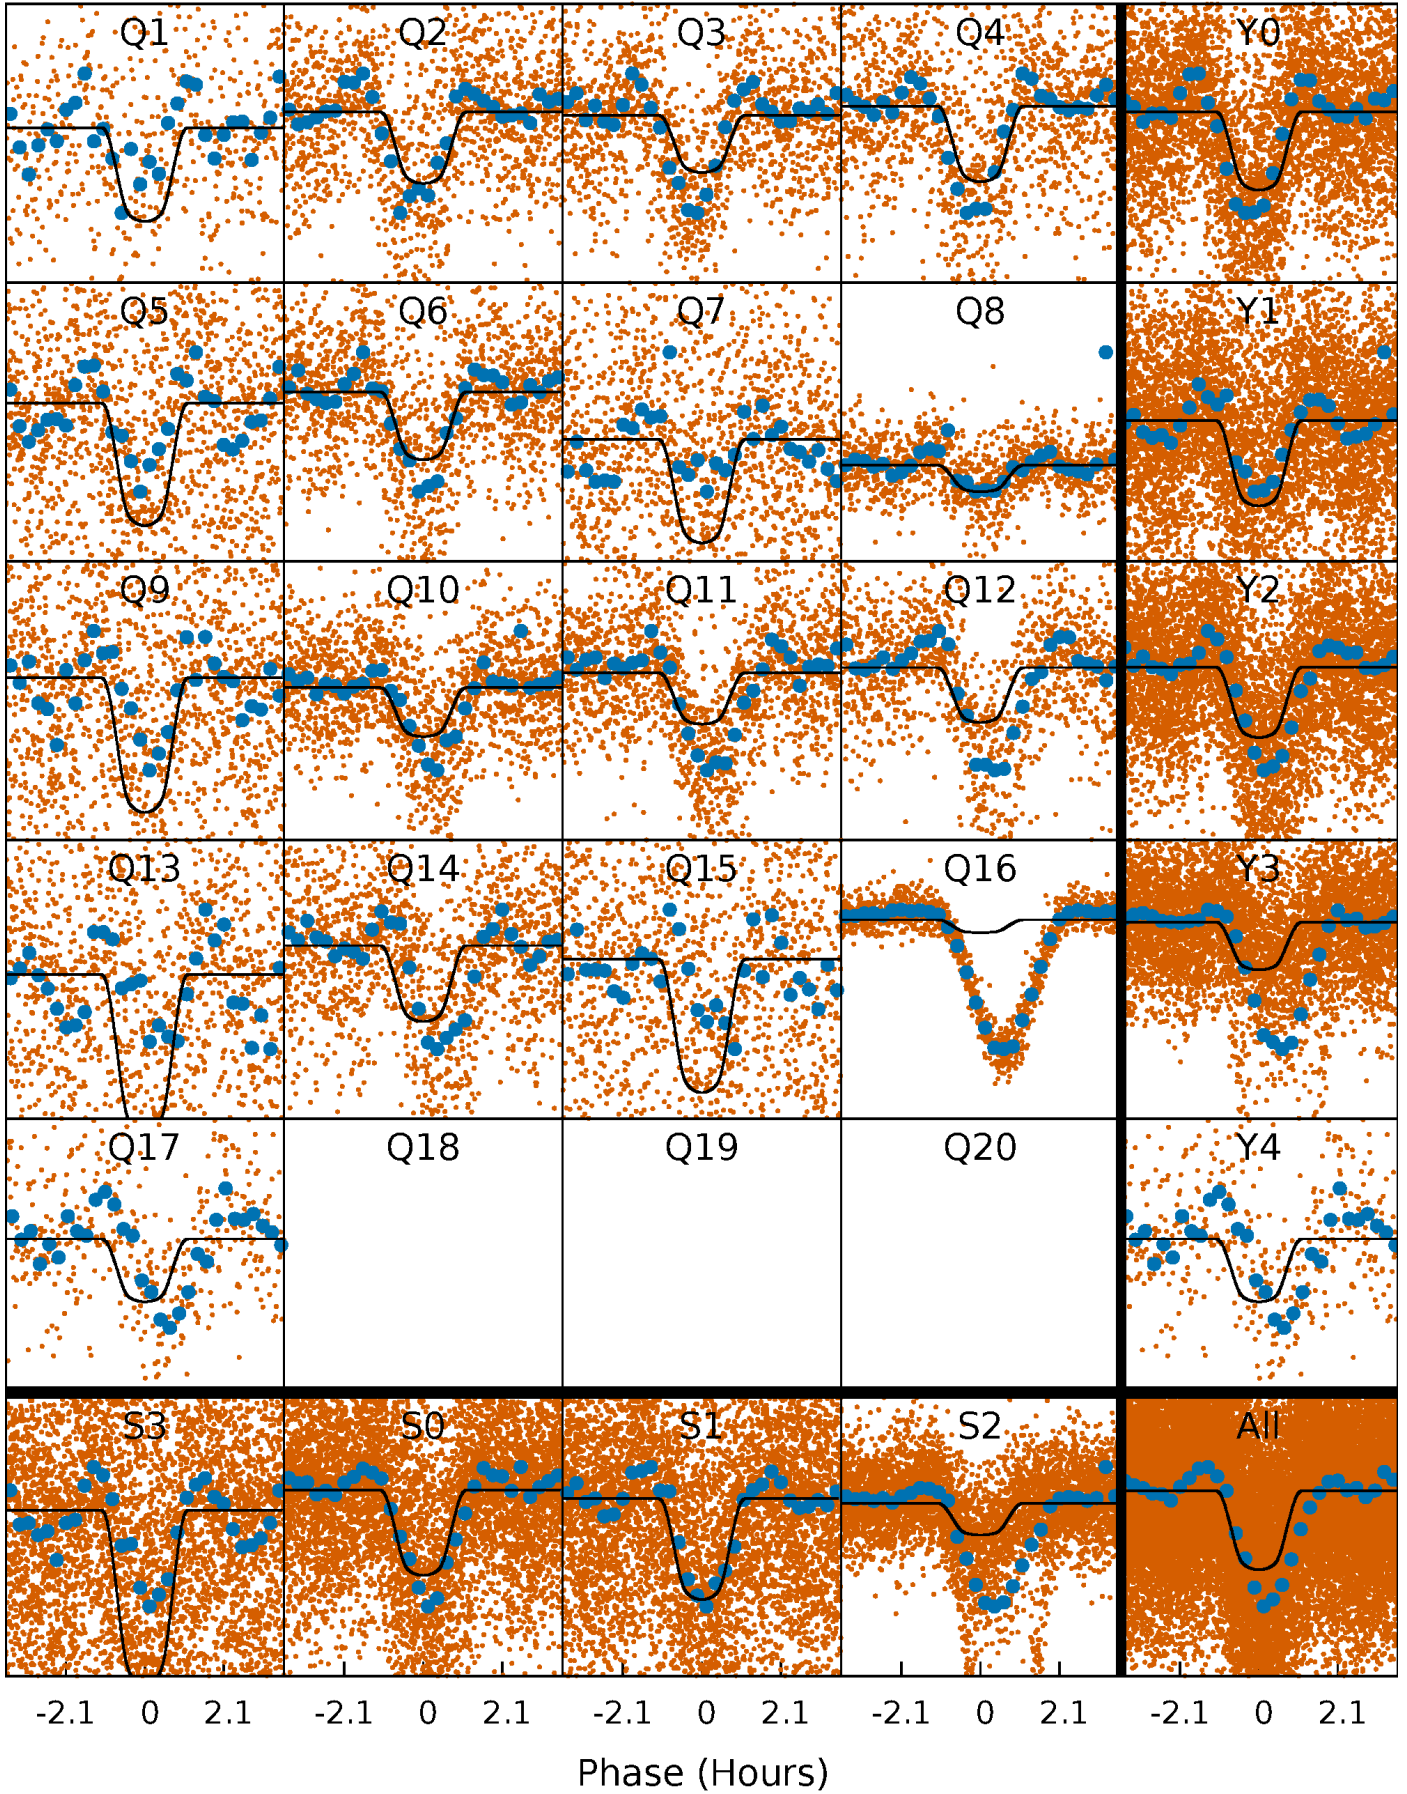 Q1 Q2 Q3 Q4 Y0
Q5 Q6 Q7 Q8 Y1
Q9 Q10 Q11 Q12 Y2
Q13 Q14 Q15 Q16 Y3
Q17 Q18 Q19 Q20 Y4
S3 S0 S1 S2 All
-2.1 0 2.1 -2.1 0 2.1 -2.1 0 2.1 -2.1 0 2.1 -2.1 0 2.1
Phase (Hours)